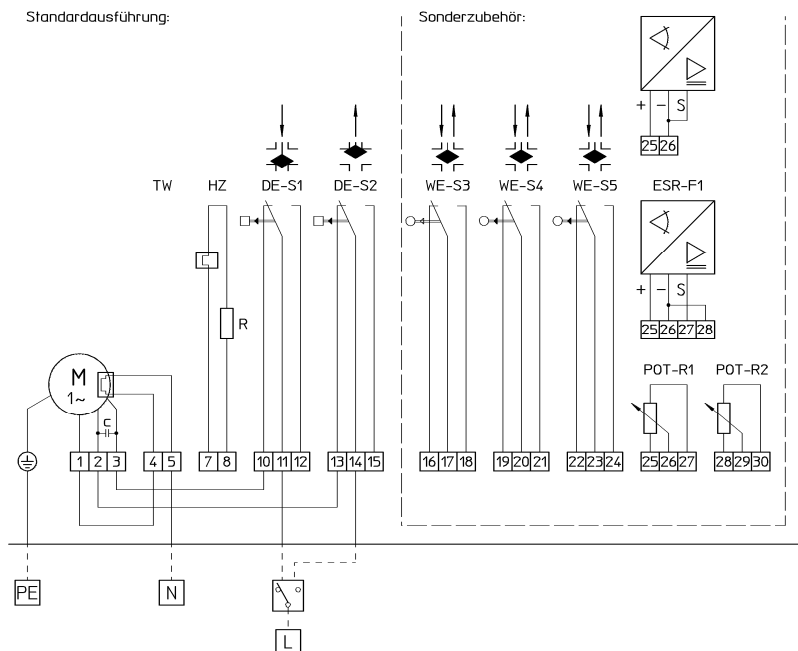 Standardausführung:
Sonderzubehör:
+ − S
25 26
TW HZ DE-S1 DE-S2 WE-S3 WE-S4 WE-S5 ESR-F1
+ − S
R
25 26 27 28
M
1~
POT-R1 POT-R2
C
1 2 3 4 5 7 8 10 11 12 13 14 15 16 17 18 19 20 21 22 23 24 25 26 27 28 29 30
PE N
L